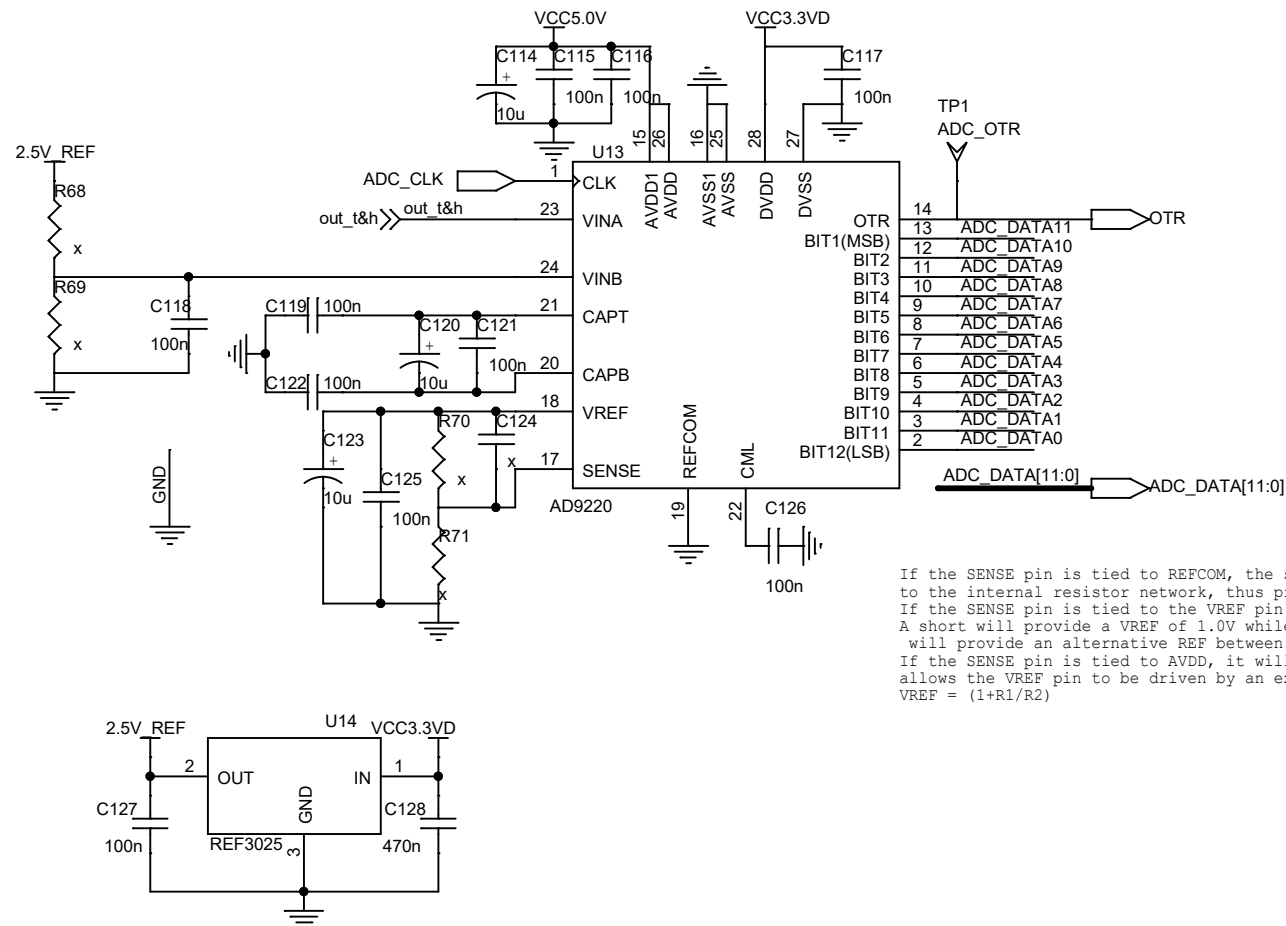 VCC5.0V
VCC3.3VD
C114
C115
C116
C117
+
100n
100n
100n
10u
TP1
ADC_OTR
2.5V_REF
15
26
16
25
28
27
U13
R68
ADC_CLK
1
CLK
AVDD1
AVDD
AVSS1
AVSS
DVDD
DVSS
out_t&h
out_t&h
23
VINA
OTR
14
OTR
BIT1(MSB)
13
ADC_DATA11
x
BIT2
12
ADC_DATA10
24
VINB
BIT3
11
ADC_DATA9
R69
BIT4
10
ADC_DATA8
C118
C119
100n
21
CAPT
BIT5
9
ADC_DATA7
C120
C121
BIT6
8
ADC_DATA6
x
100n
+
BIT7
7
ADC_DATA5
100n
20
CAPB
BIT8
6
ADC_DATA4
C122
100n
10u
BIT9
5
ADC_DATA3
18
VREF
BIT10
4
ADC_DATA2
R70
C124
BIT11
3
ADC_DATA1
C123
BIT12(LSB)
2
ADC_DATA0
+
x
17
SENSE
REFCOM
CML
C125
x
ADC_DATA[11:0]
ADC_DATA[11:0]
GND
10u
AD9220
19
22
C126
100n
R71
100n
x
If the SENSE pin is tied to REFCOM, the s
to the internal resistor network, thus p
If the SENSE pin is tied to the VREF pin
A short will provide a VREF of 1.0V while
will provide an alternative REF between
If the SENSE pin is tied to AVDD, it wil
allows the VREF pin to be driven by an e
VREF = (1+R1/R2)
2.5V_REF
U14
VCC3.3VD
2
OUT
IN
1
C127
GND
C128
100n
REF3025
3
470n